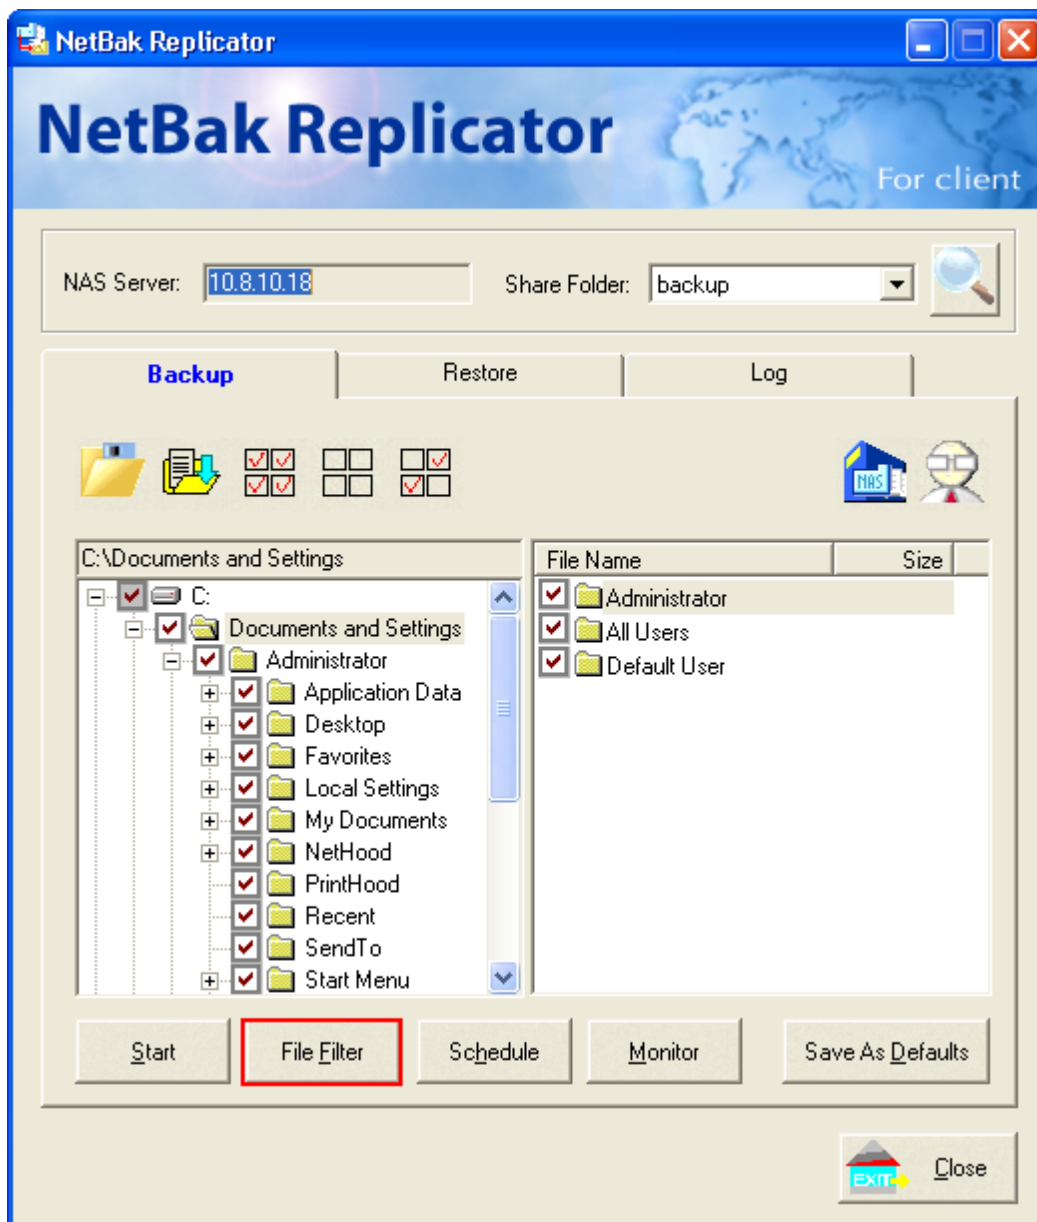 NetBak Replicator
NetBak Replicator
For client
NAS Server: 10.8.10.18 Share Folder: backup
Backup Restore Log
NAS
C:\Documents and Settings
C:
Documents and Settings
Administrator
Application Data
Desktop
Favorites
Local Settings
My Documents
NetHood
PrintHood
Recent
SendTo
Start Menu
File Name Size
Administrator
All Users
Default User
Start File Filter Schedule Monitor Save As Defaults
EXIT Close